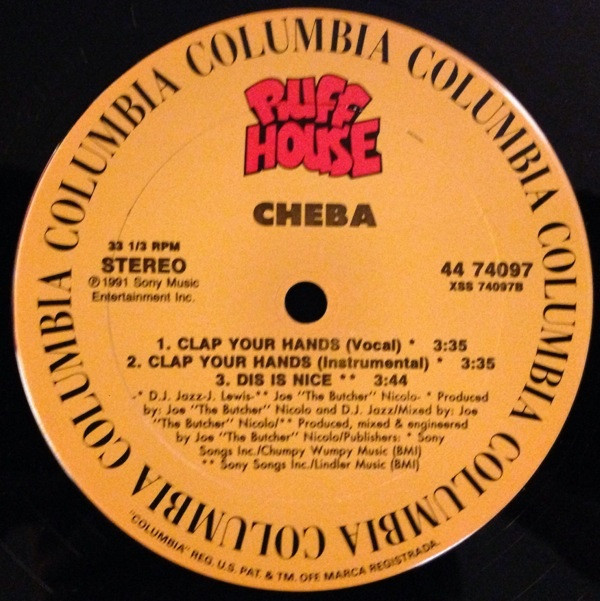 COLUMBIA COLUMBIA COLUMBIA COLUMBIA COLUMBIA COLUMBIA COLUMBIA COLUMBIA
RUFF
HOUSE
CHEBA
33 1/3 RPM
STEREO
℗1991 Sony Music
Entertainment Inc.
44 74097
XSS 74097B
1. CLAP YOUR HANDS (Vocal) * 3:35
2. CLAP YOUR HANDS (Instrumental) * 3:35
3. DIS IS NICE ** 3:44
-* D.J. Jazz-J. Lewis-** Joe "The Butcher" Nicolo- * Produced
by: Joe "The Butcher" Nicolo and D.J. Jazz/Mixed by: Joe
"The Butcher" Nicolo/** Produced, mixed & engineered
by Joe "The Butcher" Nicolo/Publishers: * Sony
Songs Inc./Chumpy Wumpy Music (BMI)
** Sony Songs Inc./Lindler Music (BMI)
"COLUMBIA" REG. U.S. PAT. & TM. OFF. MARCA REGISTRADA.